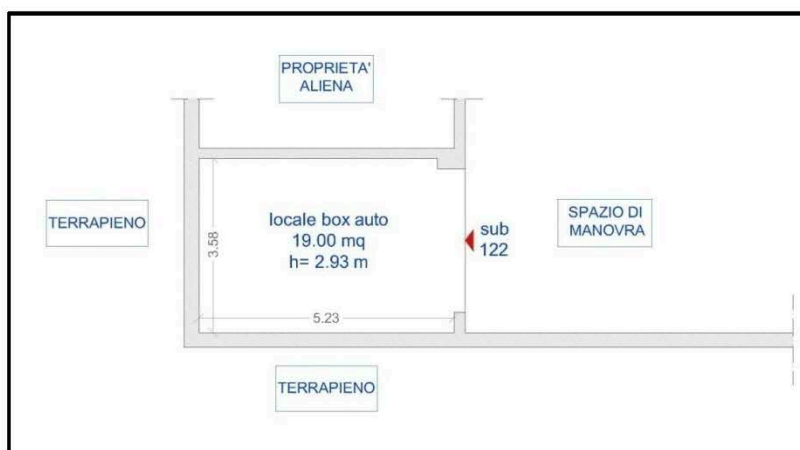 PROPRIETA'
ALIENA
TERRAPIENO
locale box auto
19.00 mq
h= 2.93 m
3.58
5.23
sub
122
SPAZIO DI
MANOVRA
TERRAPIENO